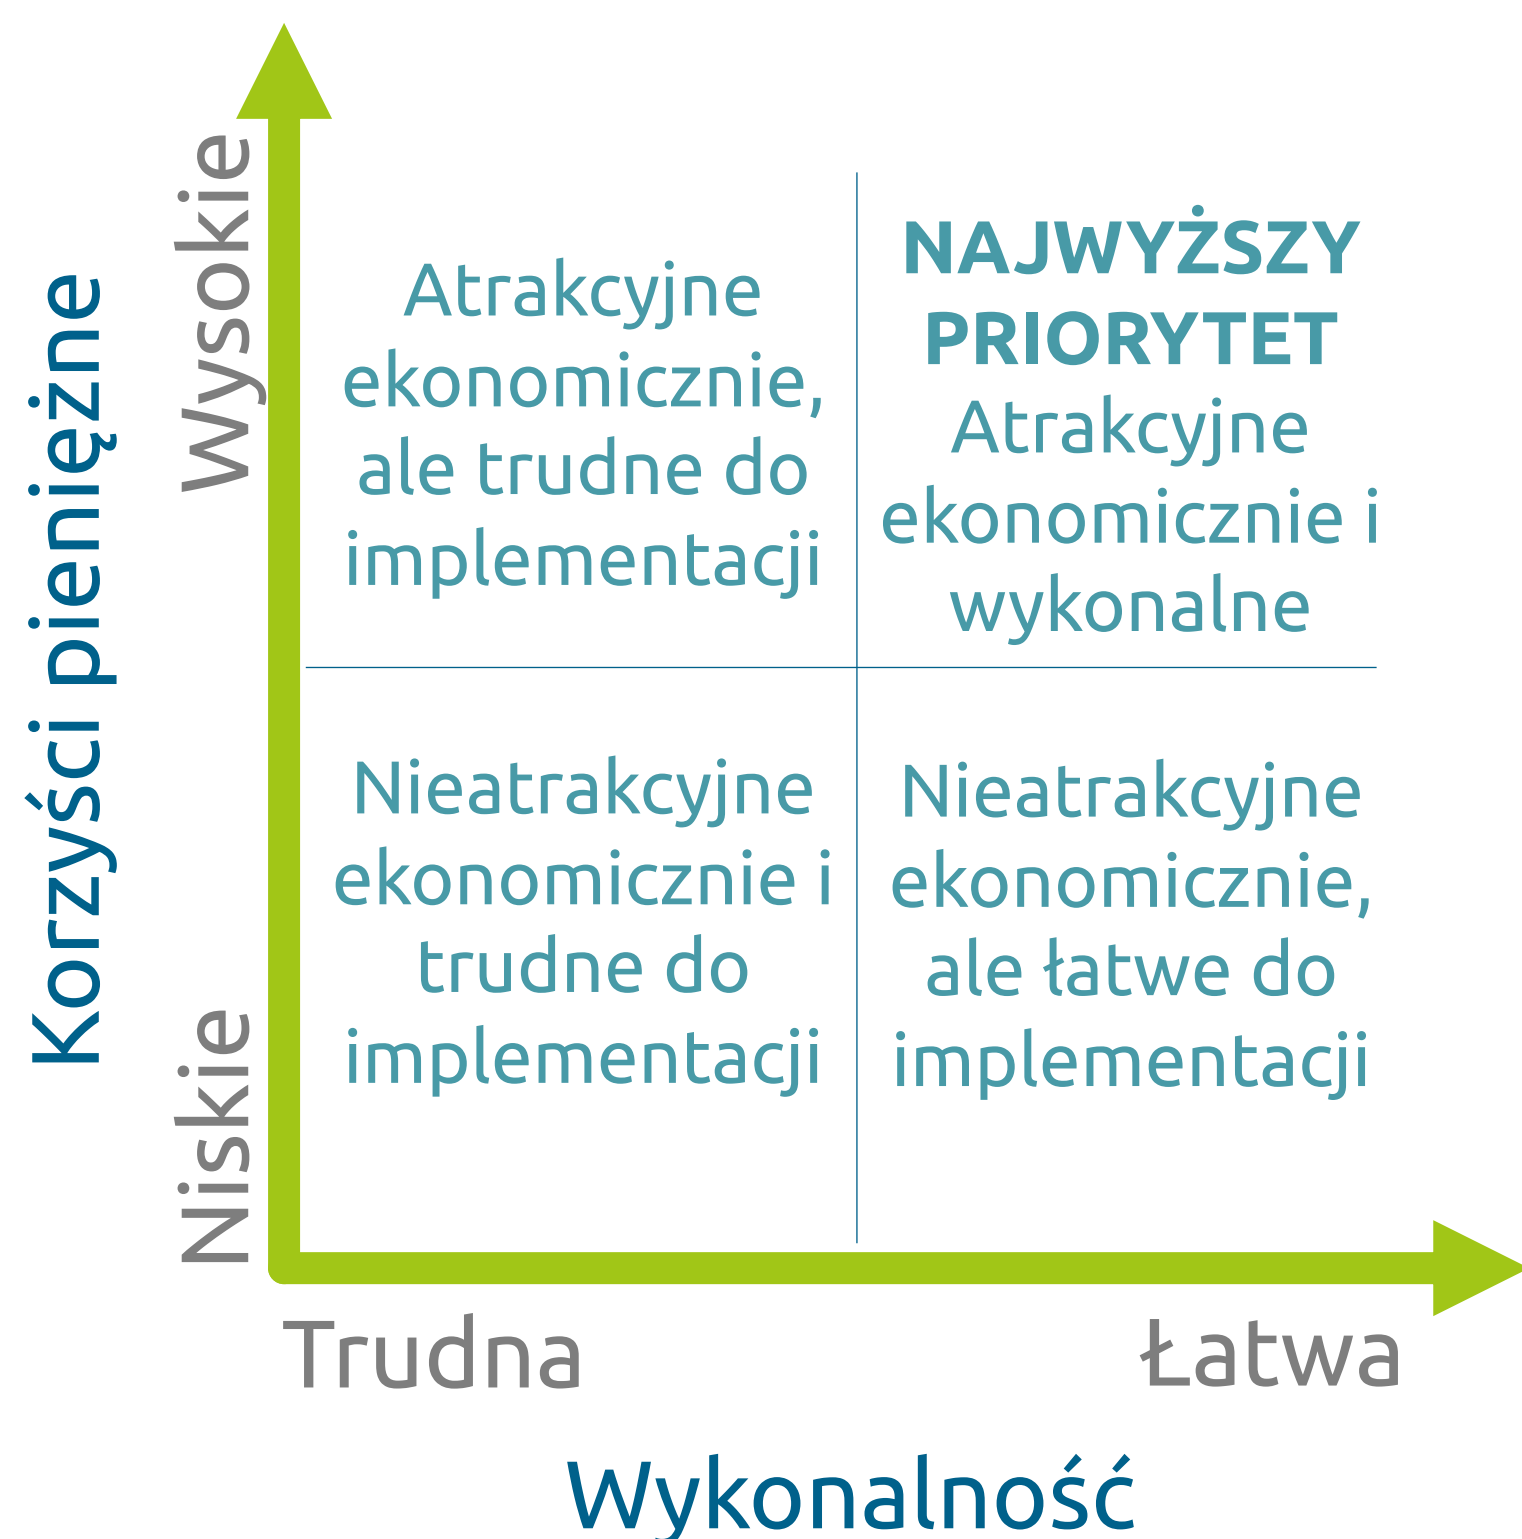 Korzyści pieniężne
Wysokie
Niskie
Atrakcyjne
ekonomicznie,
ale trudne do
implementacji
NAJWYŻSZY
PRIORYTET
Atrakcyjne
ekonomicznie i
wykonalne
Nieatrakcyjne
ekonomicznie i
trudne do
implementacji
Nieatrakcyjne
ekonomicznie,
ale łatwe do
implementacji
Trudna
Łatwa
Wykonalność